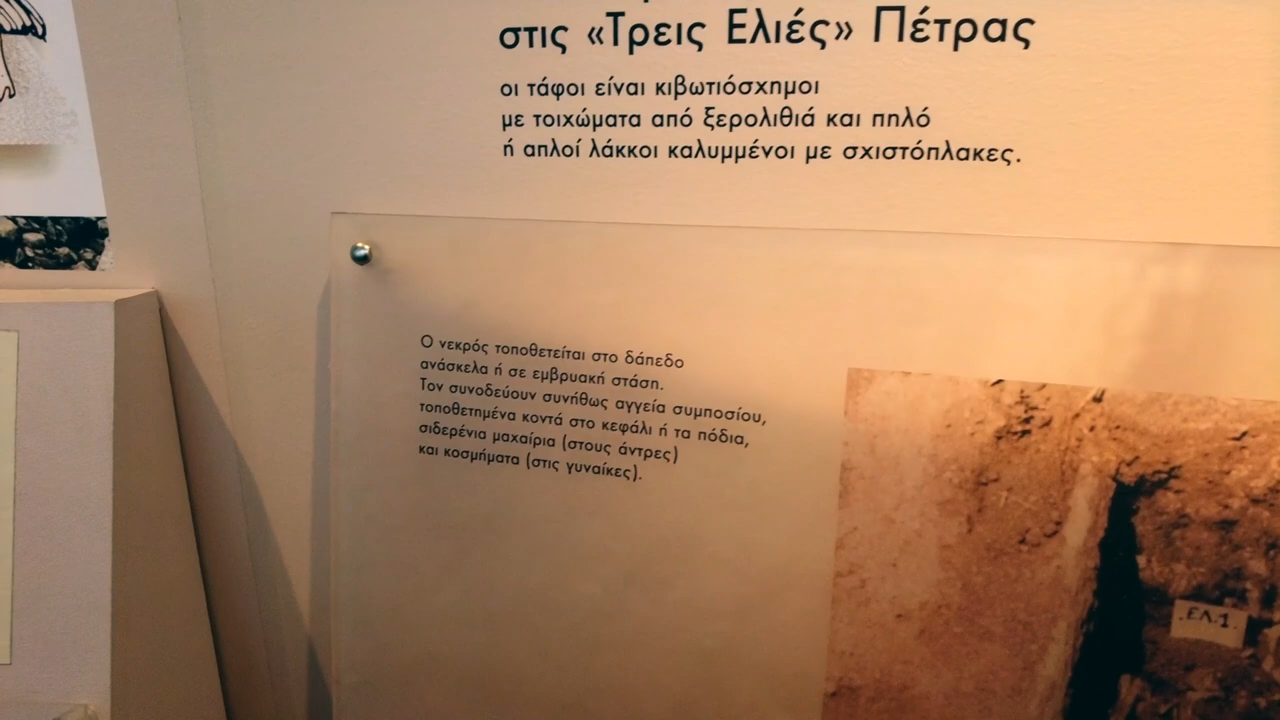 στις «Τρεις Ελιές» Πέτρας
οι τάφοι είναι κιβωτιόσχημοι
με τοιχώματα από ξερολιθιά και πηλό
ή απλοί λάκκοι καλυμμένοι με σχιστόπλακες.
Ο νεκρός τοποθετείται στο δάπεδο
ανάσκελα ή σε εμβρυακή στάση.
Τον συνοδεύουν συνήθως αγγεία συμποσίου,
τοποθετημένα κοντά στο κεφάλι ή τα πόδια,
σιδερένια μαχαίρια (στους άντρες)
και κοσμήματα (στις γυναίκες).
.ΕΛ.1.